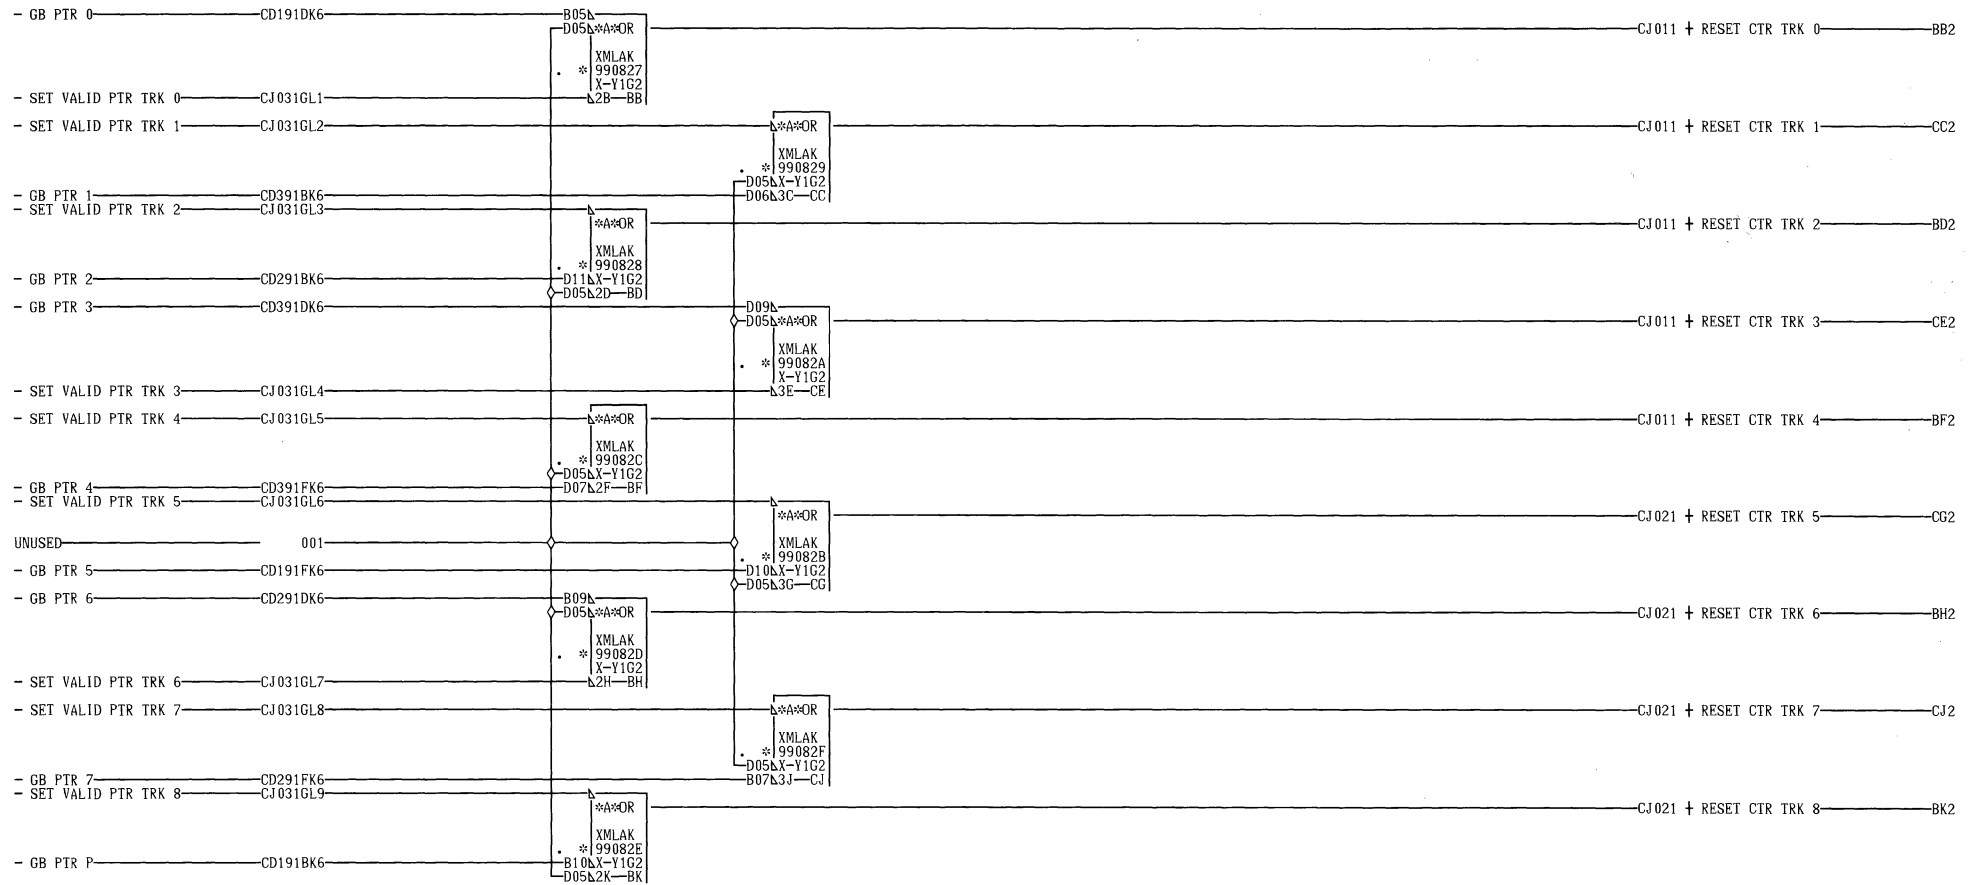 - GB PTR 0 CD191DK6 B05
D05 *A*OR CJ011 + RESET CTR TRK 0 BB2
XMLAK
. * 990827
X-Y1G2
- SET VALID PTR TRK 0 CJ031GL1 2B BB
- SET VALID PTR TRK 1 CJ031GL2 *A*OR CJ011 + RESET CTR TRK 1 CC2
XMLAK
. * 990829
D05 X-Y1G2
- GB PTR 1 CD391BK6 D06 3C CC
- SET VALID PTR TRK 2 CJ031GL3
*A*OR CJ011 + RESET CTR TRK 2 BD2
XMLAK
. * 990828
- GB PTR 2 CD291BK6 D11 X-Y1G2
D05 2D BD
- GB PTR 3 CD391DK6 D09
D05 *A*OR CJ011 + RESET CTR TRK 3 CE2
XMLAK
. * 99082A
X-Y1G2
- SET VALID PTR TRK 3 CJ031GL4 3E CE
- SET VALID PTR TRK 4 CJ031GL5 *A*OR CJ011 + RESET CTR TRK 4 BF2
XMLAK
. * 99082C
D05 X-Y1G2
- GB PTR 4 CD391FK6 D07 2F BF
- SET VALID PTR TRK 5 CJ031GL6
*A*OR CJ021 + RESET CTR TRK 5 CG2
UNUSED 001 XMLAK
. * 99082B
- GB PTR 5 CD191FK6 D10 X-Y1G2
D05 3G CG
- GB PTR 6 CD291DK6 B09
D05 *A*OR CJ021 + RESET CTR TRK 6 BH2
XMLAK
. * 99082D
X-Y1G2
- SET VALID PTR TRK 6 CJ031GL7 2H BH
- SET VALID PTR TRK 7 CJ031GL8 *A*OR CJ021 + RESET CTR TRK 7 CJ2
XMLAK
. * 99082F
D05 X-Y1G2
- GB PTR 7 CD291FK6 B07 3J CJ
- SET VALID PTR TRK 8 CJ031GL9
*A*OR CJ021 + RESET CTR TRK 8 BK2
XMLAK
. * 99082E
- GB PTR P CD191BK6 B10 X-Y1G2
D05 2K BK